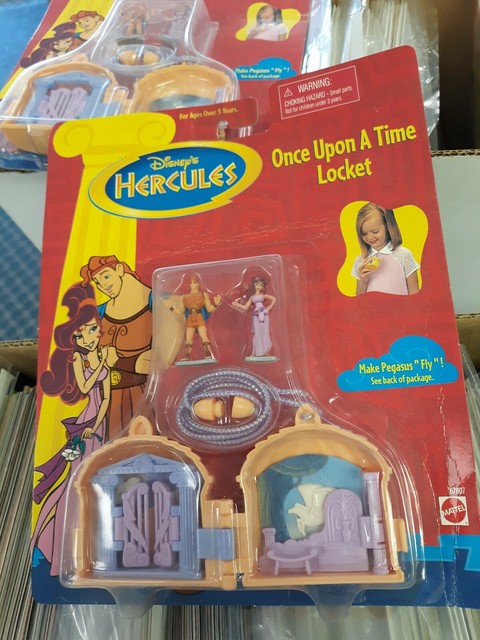 Make Pegasus "Fly"!
For Ages Over 3 Years.
WARNING:
CHOKING HAZARD - Small parts
Not for children under 3 years
DISNEY'S
HERCULES
Once Upon A Time
Locket
Make Pegasus "Fly"!
See back of package.
67607
MATTEL